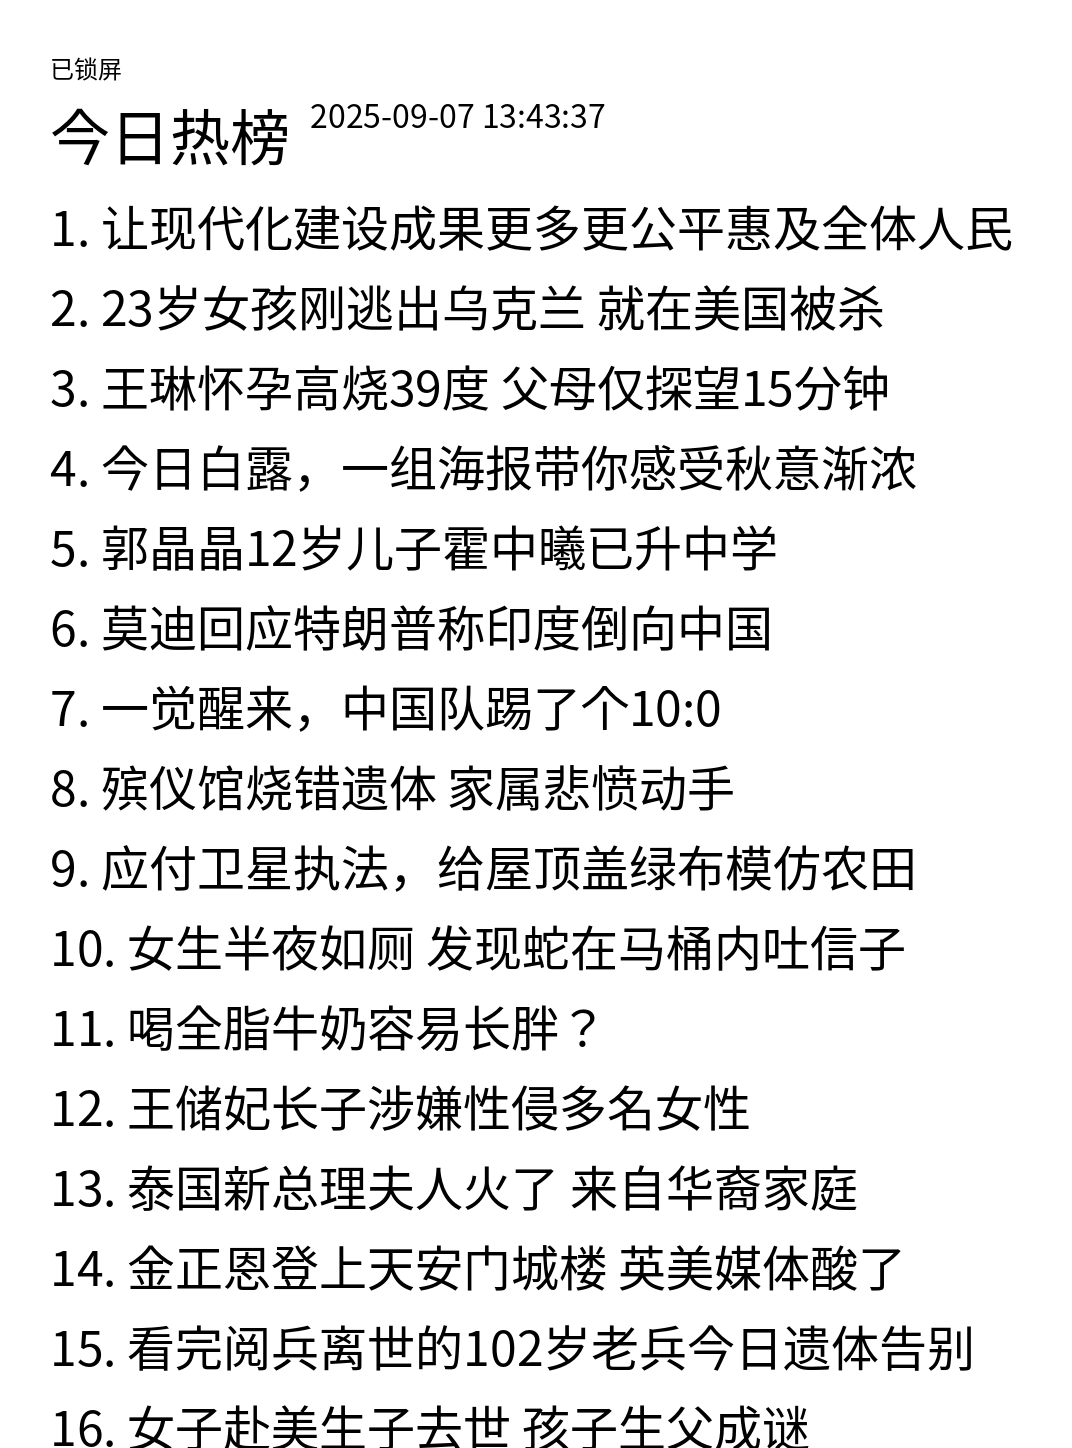 已锁屏
今日热榜 2025-09-07 13:43:37
1. 让现代化建设成果更多更公平惠及全体人民
2. 23岁女孩刚逃出乌克兰 就在美国被杀
3. 王琳怀孕高烧39度 父母仅探望15分钟
4. 今日白露，一组海报带你感受秋意渐浓
5. 郭晶晶12岁儿子霍中曦已升中学
6. 莫迪回应特朗普称印度倒向中国
7. 一觉醒来，中国队踢了个10:0
8. 殡仪馆烧错遗体 家属悲愤动手
9. 应付卫星执法，给屋顶盖绿布模仿农田
10. 女生半夜如厕 发现蛇在马桶内吐信子
11. 喝全脂牛奶容易长胖？
12. 王储妃长子涉嫌性侵多名女性
13. 泰国新总理夫人火了 来自华裔家庭
14. 金正恩登上天安门城楼 英美媒体酸了
15. 看完阅兵离世的102岁老兵今日遗体告别
16. 女子赴美生子去世 孩子生父成谜